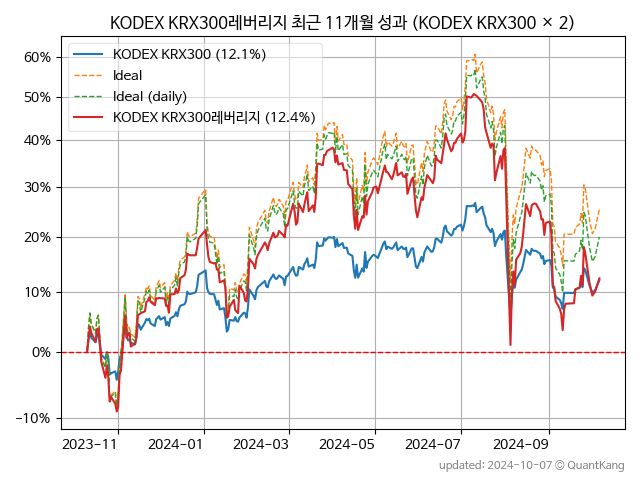 KODEX KRX300레버리지 최근 11개월 성과 (KODEX KRX300 × 2)
KODEX KRX300 (12.1%)
Ideal
Ideal (daily)
KODEX KRX300레버리지 (12.4%)
60%
50%
40%
30%
20%
10%
0%
−10%
2023-11
2024-01
2024-03
2024-05
2024-07
2024-09
updated: 2024-10-07 © QuantKang